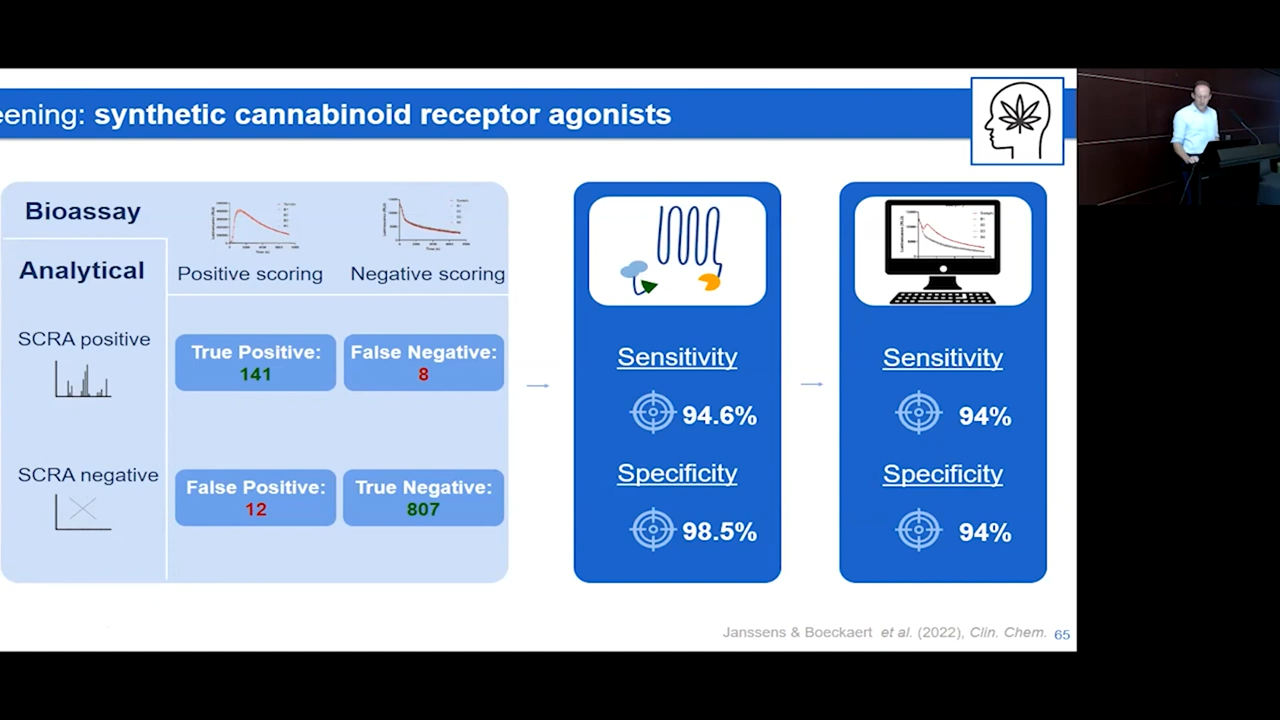 eening: synthetic cannabinoid receptor agonists
Bioassay
Analytical
Positive scoring
Negative scoring
SCRA positive
True Positive:
141
False Negative:
8
SCRA negative
False Positive:
12
True Negative:
807
Sensitivity
94.6%
Specificity
98.5%
Sensitivity
94%
Specificity
94%
Janssens & Boeckaert et al. (2022), Clin. Chem. 65